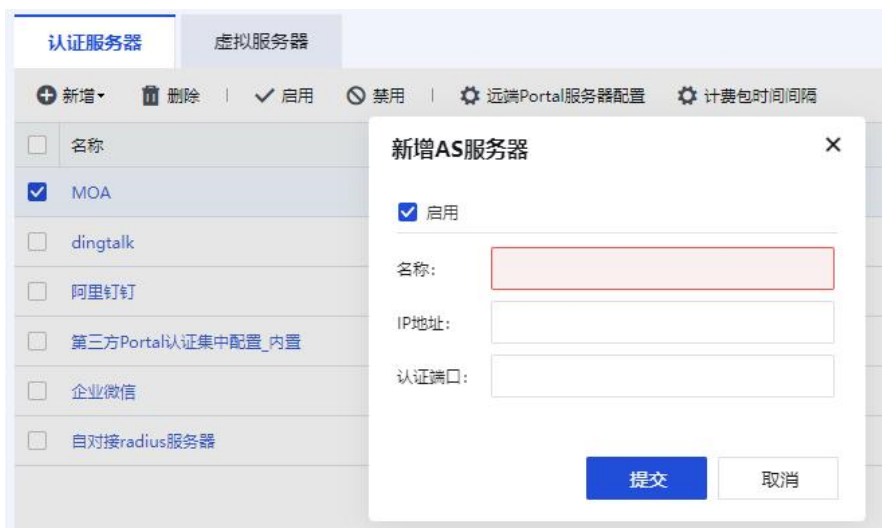 认证服务器 虚拟服务器
新增 删除 启用 禁用 远端Portal服务器配置 计费包时间间隔
名称
MOA
dingtalk
阿里钉钉
第三方Portal认证集中配置_内置
企业微信
自对接radius服务器
新增AS服务器
启用
名称:
IP地址:
认证端口:
提交 取消